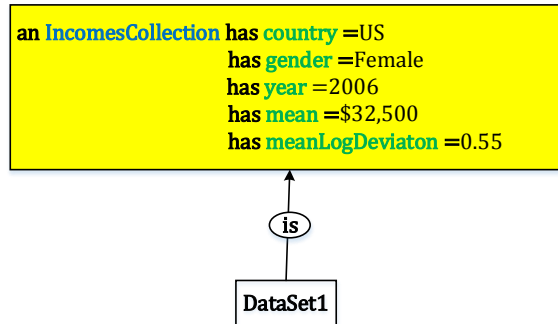 an IncomesCollection has country =US
has gender =Female
has year =2006
has mean =$32,500
has meanLogDeviaton =0.55
is
DataSet1